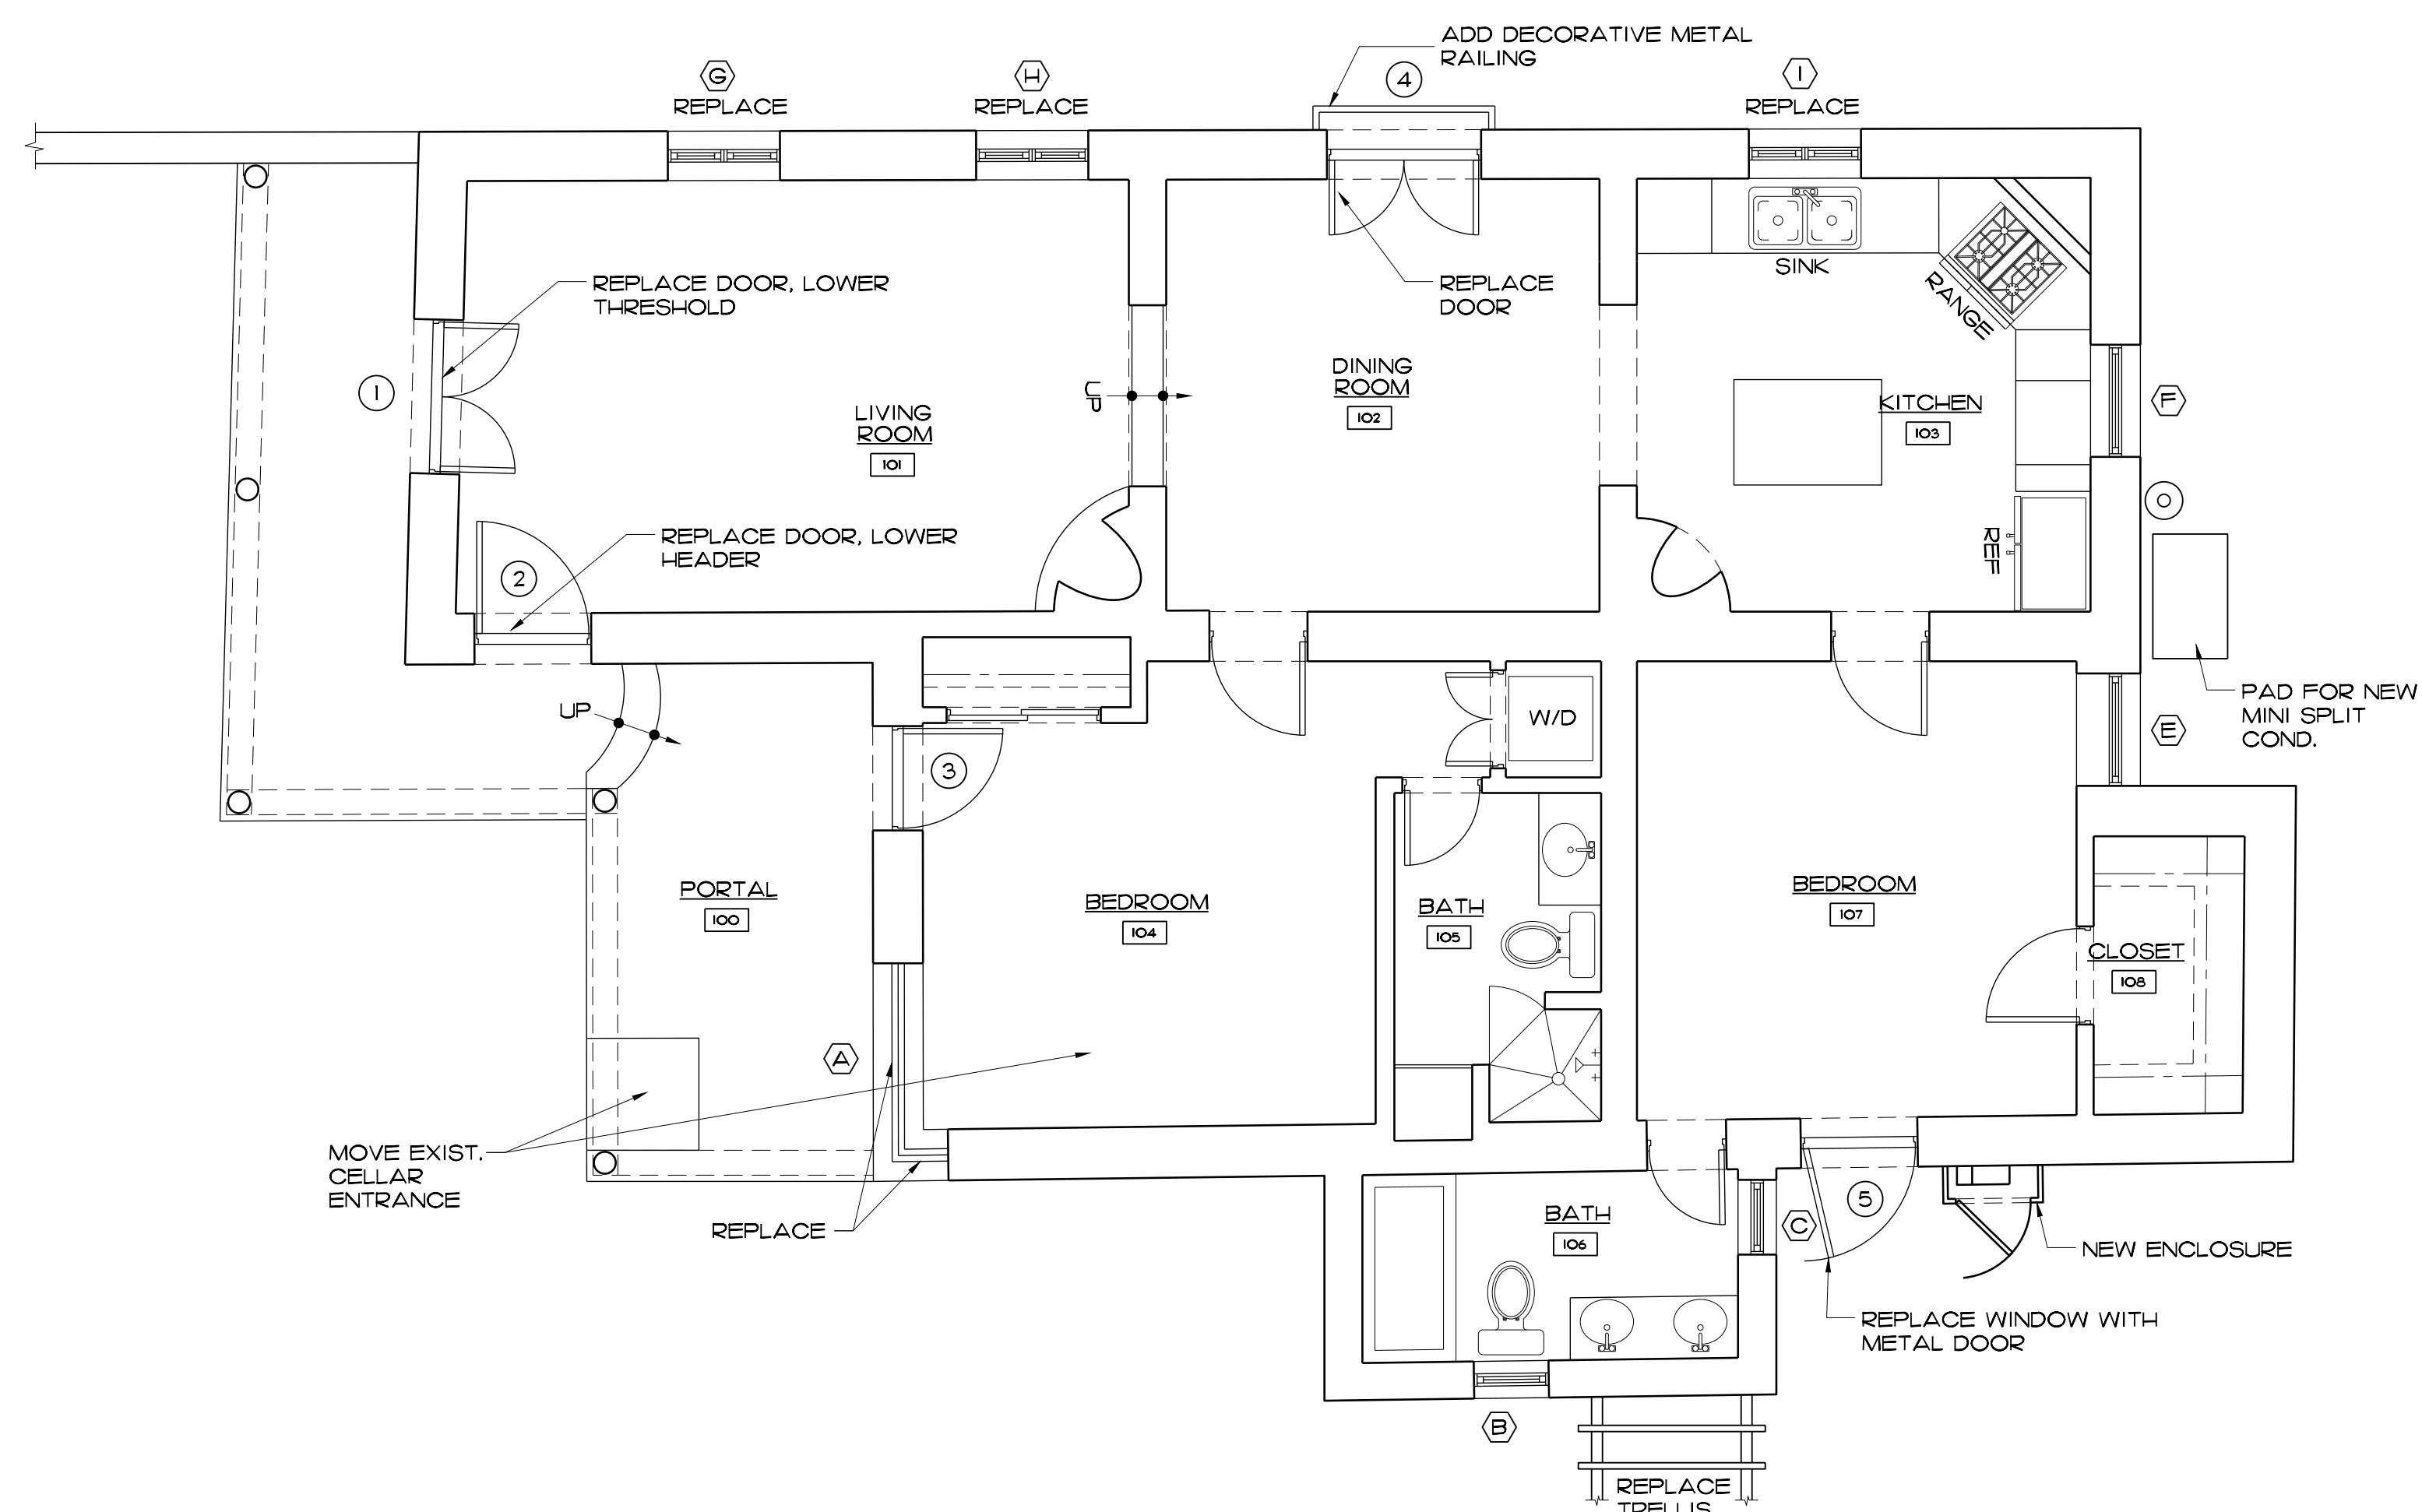 ADD DECORATIVE METAL
RAILING
G
REPLACE
H
REPLACE
4
I
REPLACE
REPLACE DOOR, LOWER
THRESHOLD
REPLACE
DOOR
SINK
RANGE
1
LIVING
ROOM
101
UP
DINING
ROOM
102
KITCHEN
103
F
REPLACE DOOR, LOWER
HEADER
2
REF
UP
W/D
PAD FOR NEW
MINI SPLIT
COND.
E
3
PORTAL
100
BEDROOM
104
BATH
105
BEDROOM
107
CLOSET
108
A
MOVE EXIST.
CELLAR
ENTRANCE
REPLACE
BATH
106
C
5
NEW ENCLOSURE
REPLACE WINDOW WITH
METAL DOOR
B
REPLACE
TRELLIS